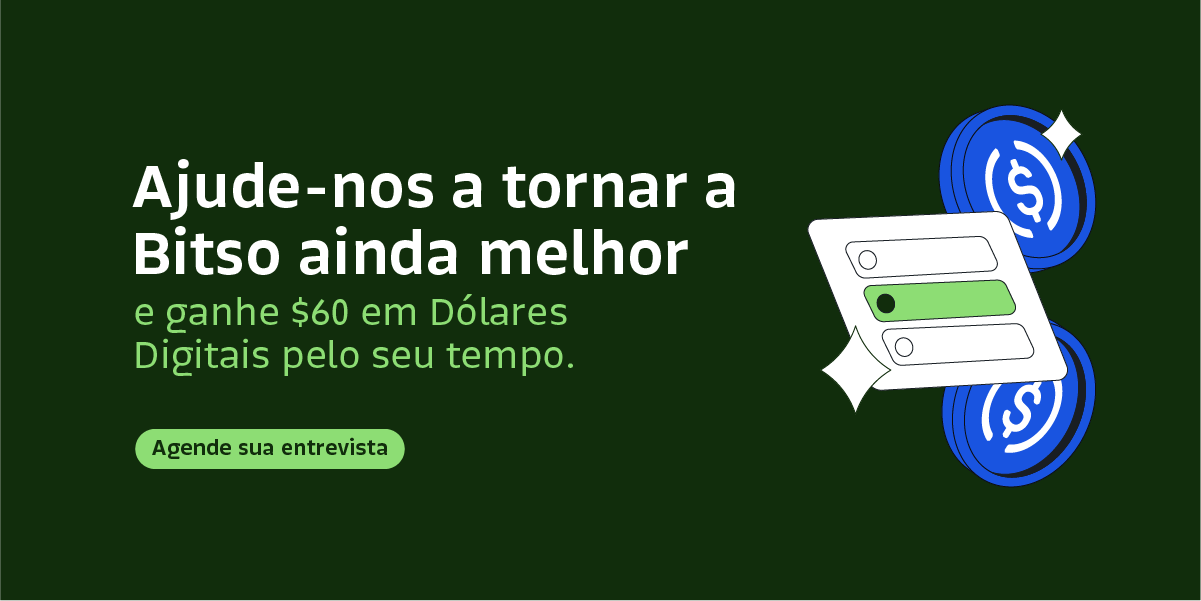 Ajude-nos a tornar a
Bitso ainda melhor
e ganhe $60 em Dólares
Digitais pelo seu tempo.
Agende sua entrevista